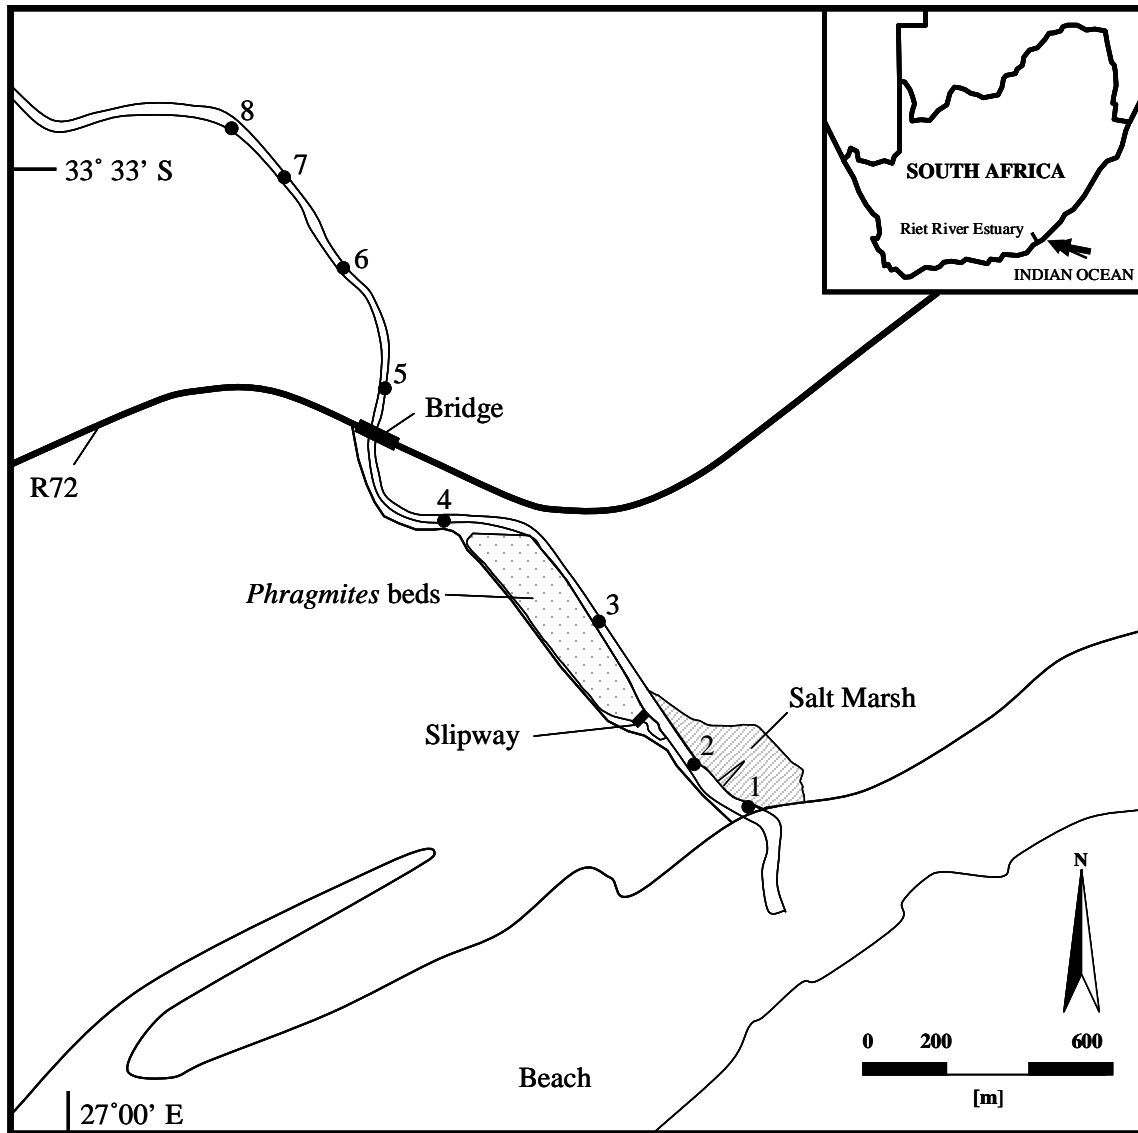 8
7
33˚ 33’ S
SOUTH AFRICA
Riet River Estuary
INDIAN OCEAN
6
5
Bridge
R72
4
Phragmites beds
3
Salt Marsh
Slipway
2
1
N
0 200 600
[m]
Beach
27˚00’ E